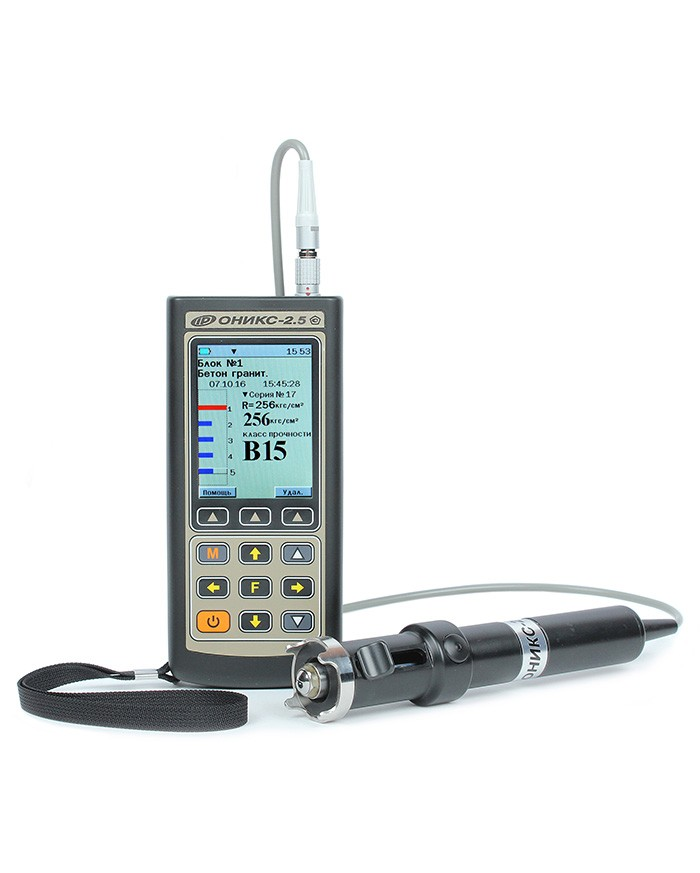 ОНИКС-2.5
15 53
Блок №1
Бетон гранит.
07.10.16 15:45:28
▼Серия № 17
1 R= 256кгс/см²
2 256кгс/см²
3 класс прочности
4 B15
5
Помощь Удал.
M
F
ОНИКС-